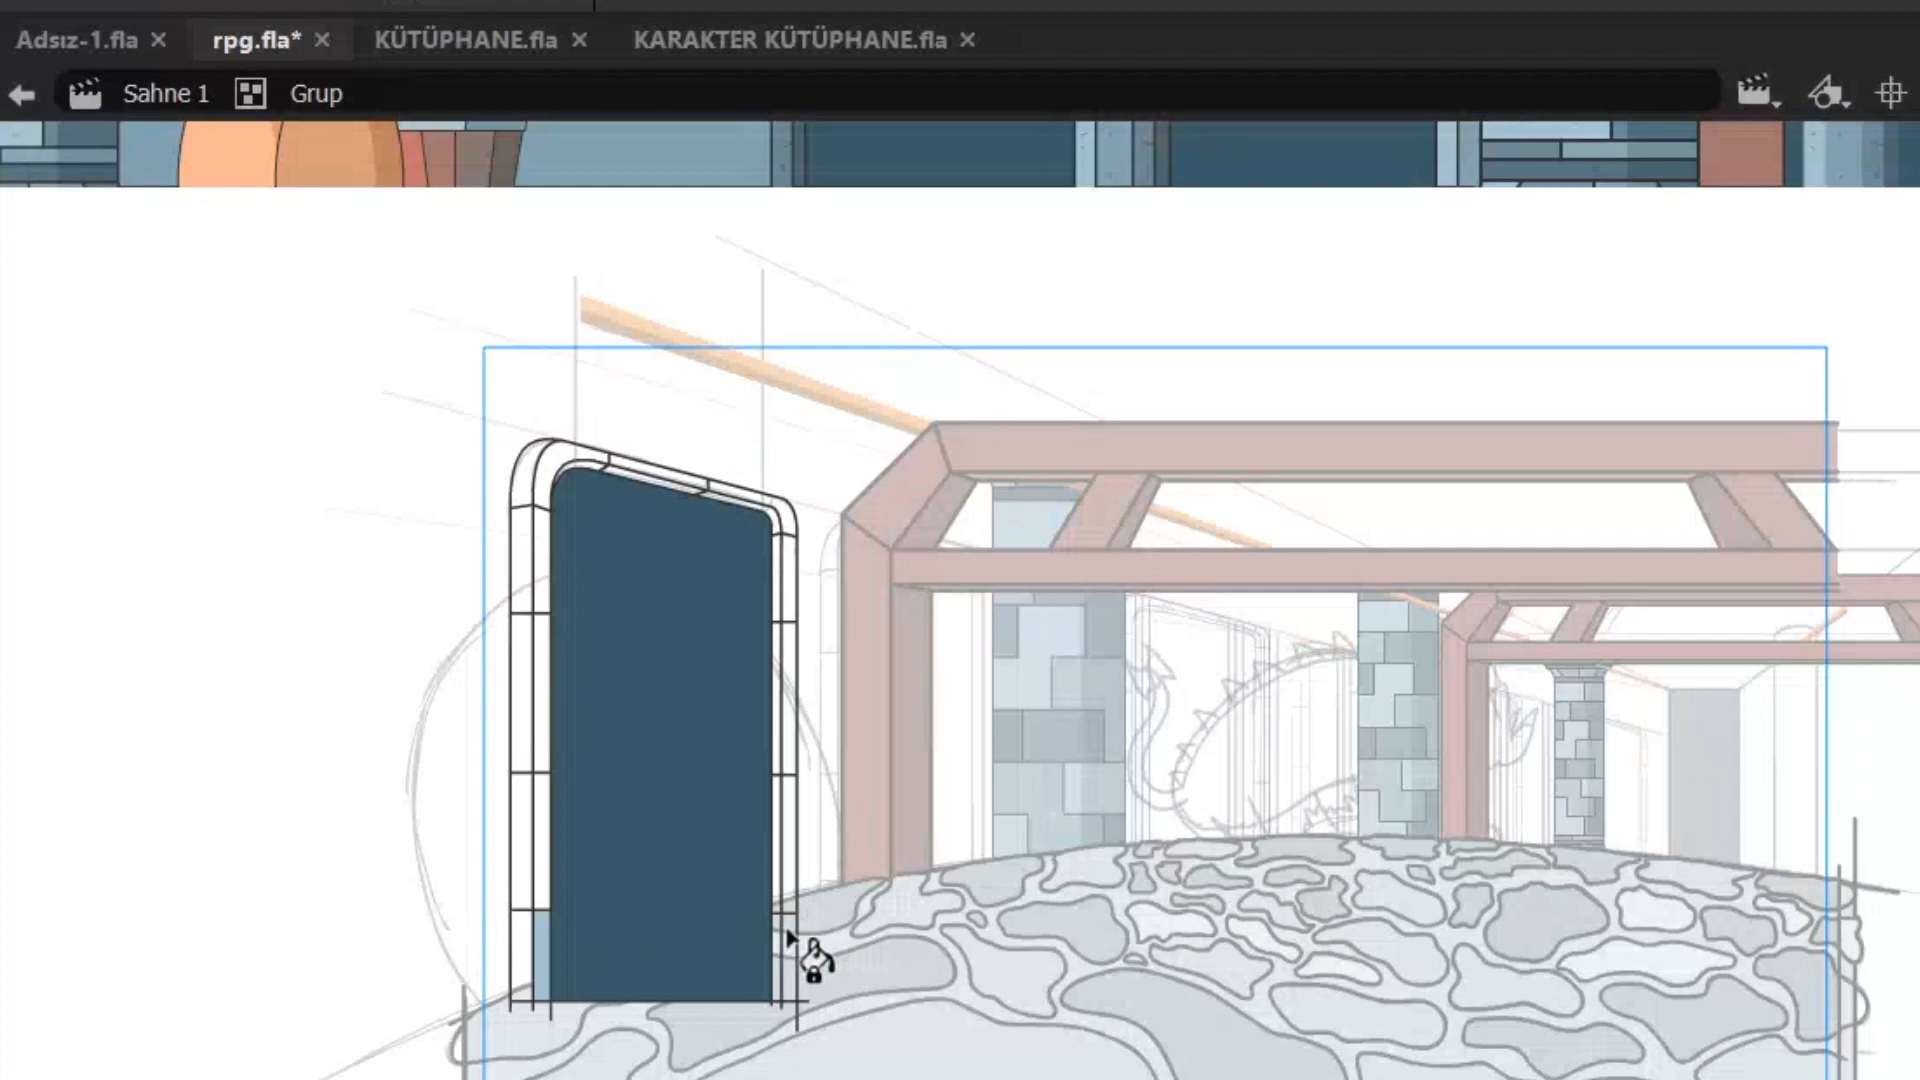 Adsız-1.fla
rpg.fla*
KÜTÜPHANE.fla
KARAKTER KÜTÜPHANE.fla
Sahne 1
Grup